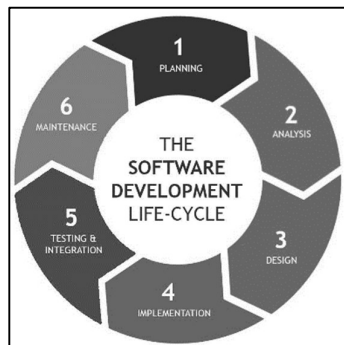 1
PLANNING
2
ANALYSIS
3
DESIGN
4
IMPLEMENTATION
5
TESTING &
INTEGRATION
6
MAINTENANCE
THE
SOFTWARE
DEVELOPMENT
LIFE-CYCLE